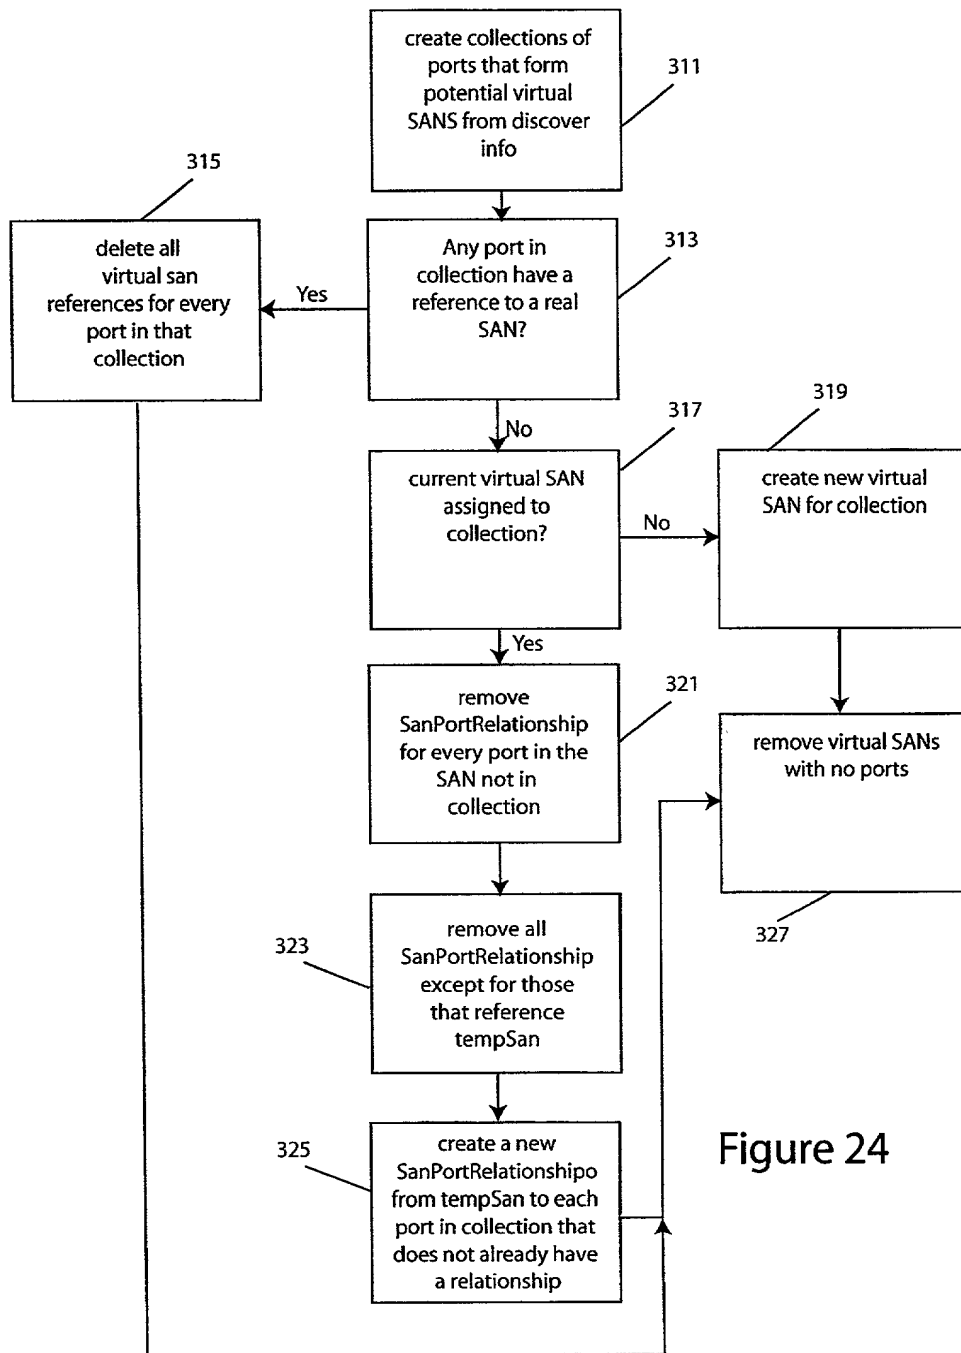 create collections of
ports that form
potential virtual
SANS from discover
info
311
315
delete all
virtual san
references for every
port in that
collection
Yes
Any port in
collection have a
reference to a real
SAN?
313
No
317
319
current virtual SAN
assigned to
collection?
No
create new virtual
SAN for collection
Yes
remove
SanPortRelationship
for every port in the
SAN not in
collection
321
remove virtual SANs
with no ports
327
323
remove all
SanPortRelationship
except for those
that reference
tempSan
325
create a new
SanPortRelationshipo
from tempSan to each
port in collection that
does not already have
a relationship
Figure 24